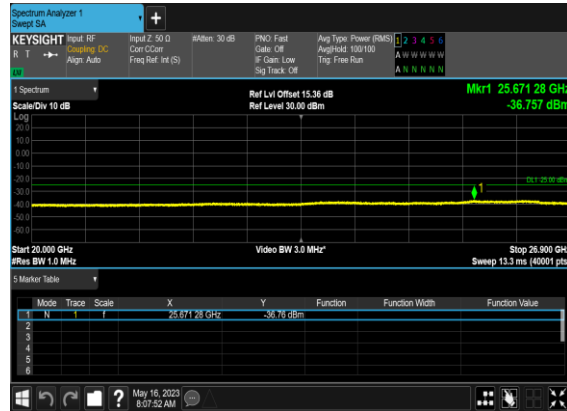 Spectrum Analyzer 1
Swept SA
+
KEYSIGHT Input: RF Input Z: 50 Ω #Atten: 30 dB PNO: Fast Avg Type: Power (RMS) 1 2 3 4 5 6
R T Coupling: DC Corr CCorr Gate: Off Avg|Hold: 100/100 A W W W W W
Align: Auto Freq Ref: Int (S) IF Gain: Low Trig: Free Run
Sig Track: Off A N N N N N
1 Spectrum Ref Lvl Offset 15.36 dB Mkr1 25.671 28 GHz
Scale/Div 10 dB Ref Level 30.00 dBm -36.757 dBm
Log
20.0
10.0
0.00
-10.0
-20.0 DL1 -25.00 dBm
-30.0 1
-40.0
-50.0
-60.0
Start 20.000 GHz Video BW 3.0 MHz* Stop 26.900 GHz
#Res BW 1.0 MHz Sweep 13.3 ms (40001 pts)
5 Marker Table
Mode Trace Scale X Y Function Function Width Function Value
1 N 1 f 25.671 28 GHz -36.76 dBm
2
3
4
5
6
? May 16, 2023
8:07:52 AM